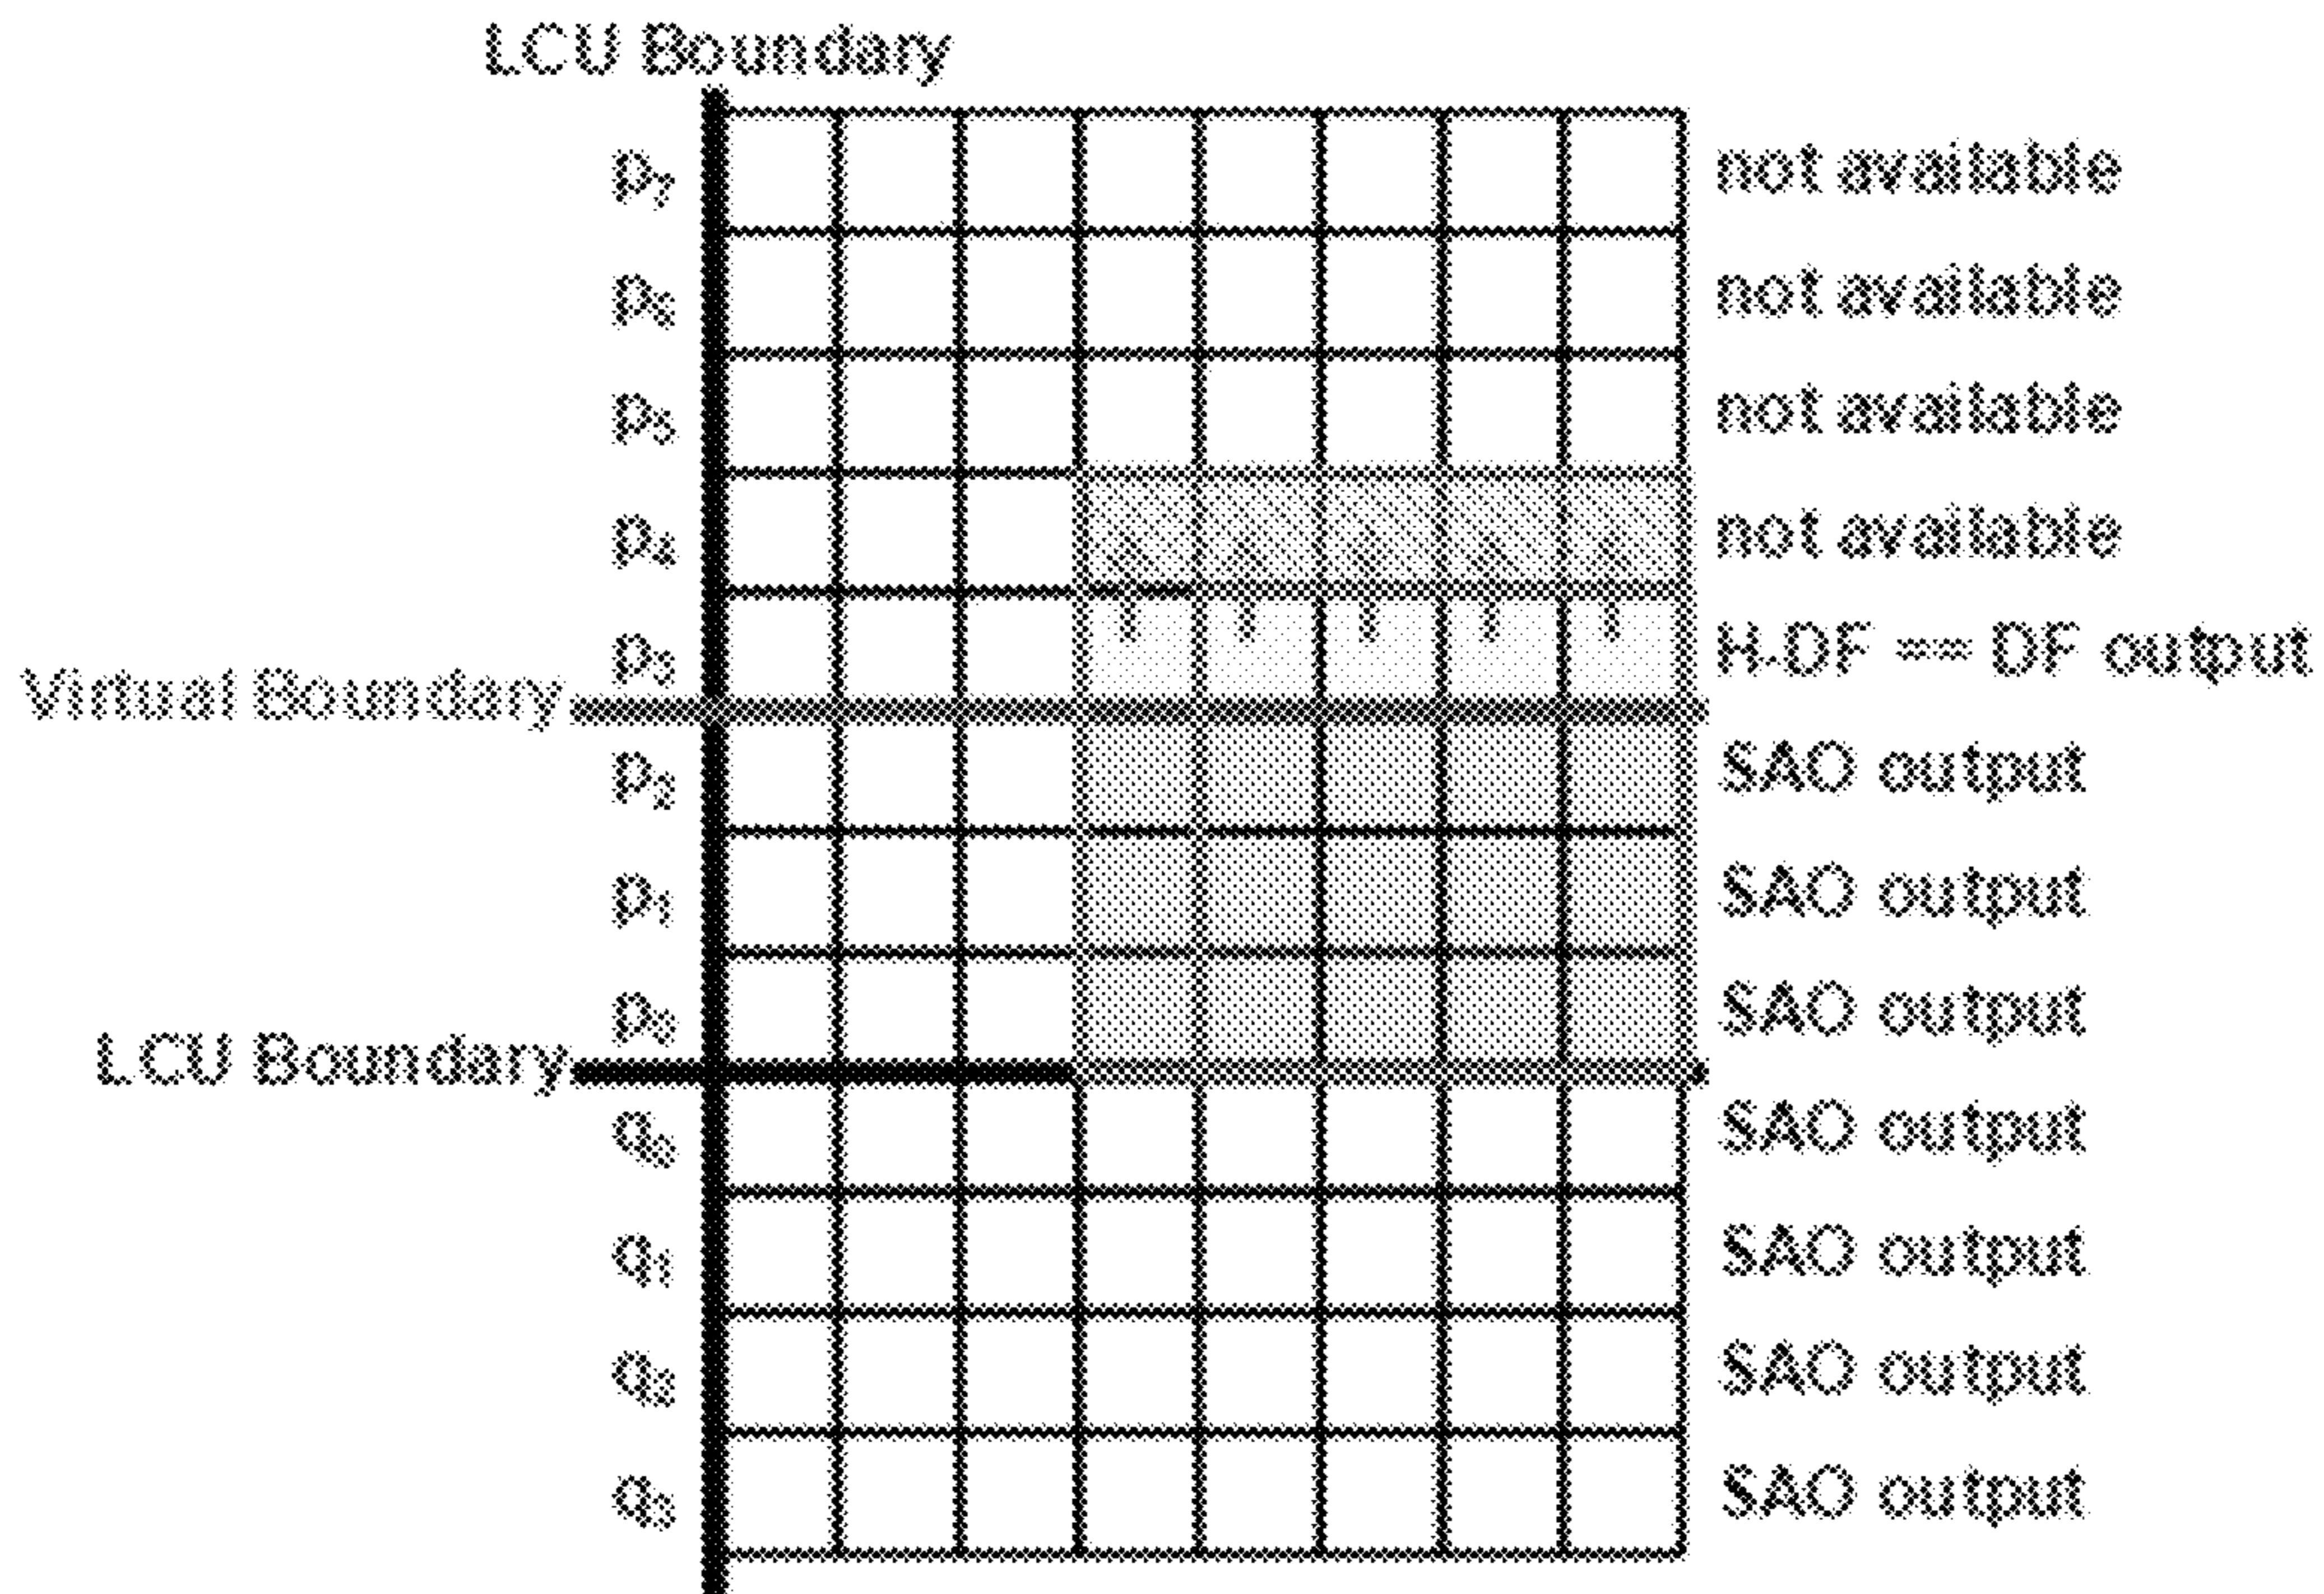 LCU Boundary
p₇ not available
p₆ not available
p₅ not available
p₄ not available
p₃ H.DF == DF output
Virtual Boundary
p₂ SAO output
p₁ SAO output
p₀ SAO output
LCU Boundary
q₀ SAO output
q₁ SAO output
q₂ SAO output
q₃ SAO output